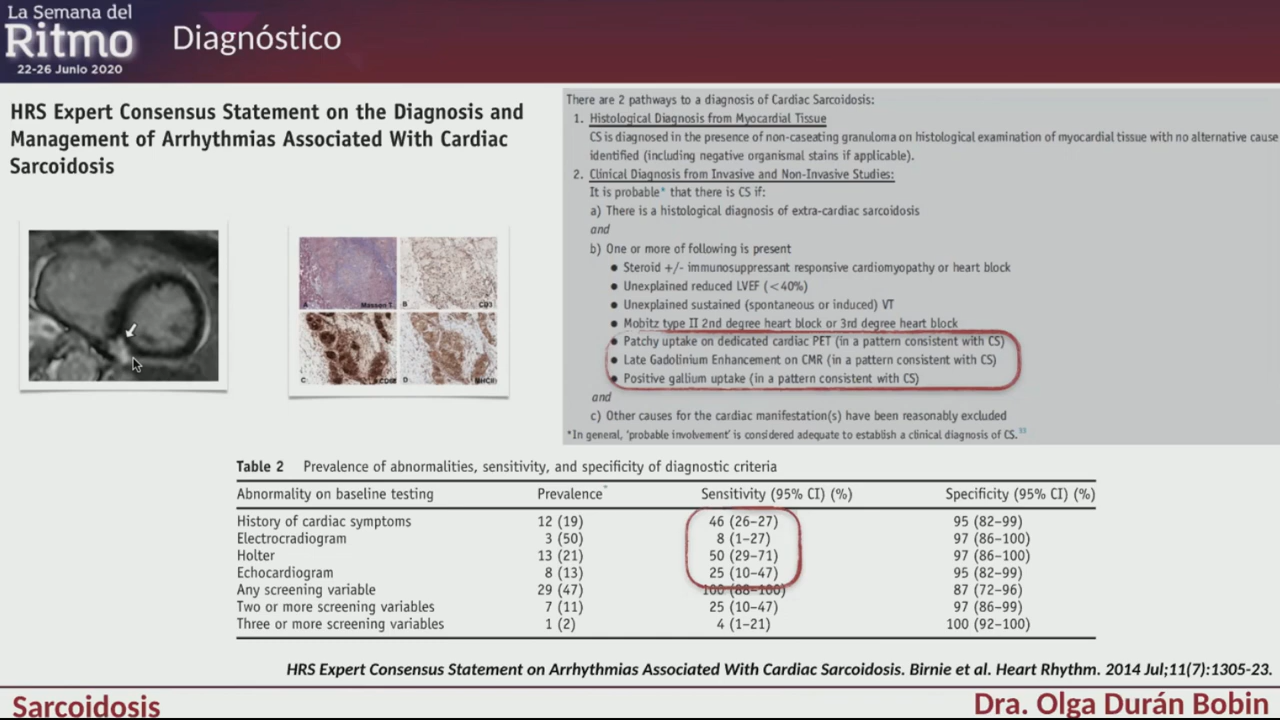 La Semana del
Ritmo
22-26 Junio 2020
Diagnóstico
HRS Expert Consensus Statement on the Diagnosis and
Management of Arrhythmias Associated With Cardiac
Sarcoidosis
A
Masson T.
B
CD3
C
D
There are 2 pathways to a diagnosis of Cardiac Sarcoidosis:
1. Histological Diagnosis from Myocardial Tissue
CS is diagnosed in the presence of non-caseating granuloma on histological examination of myocardial tissue with no alternative cause
identified (including negative organismal stains if applicable).
2. Clinical Diagnosis from Invasive and Non-Invasive Studies:
It is probable* that there is CS if:
a) There is a histological diagnosis of extra-cardiac sarcoidosis
and
b) One or more of following is present
● Steroid +/- immunosuppressant responsive cardiomyopathy or heart block
● Unexplained reduced LVEF (<40%)
● Unexplained sustained (spontaneous or induced) VT
● Mobitz type II 2nd degree heart block or 3rd degree heart block
● Patchy uptake on dedicated cardiac PET (in a pattern consistent with CS)
● Late Gadolinium Enhancement on CMR (in a pattern consistent with CS)
● Positive gallium uptake (in a pattern consistent with CS)
and
c) Other causes for the cardiac manifestation(s) have been reasonably excluded
*In general, 'probable involvement' is considered adequate to establish a clinical diagnosis of CS.33
Table 2 Prevalence of abnormalities, sensitivity, and specificity of diagnostic criteria
Abnormality on baseline testing Prevalence* Sensitivity (95% CI) (%) Specificity (95% CI) (%)
History of cardiac symptoms 12 (19) 46 (26–27) 95 (82–99)
Electrocradiogram 3 (50) 8 (1–27) 97 (86–100)
Holter 13 (21) 50 (29–71) 97 (86–100)
Echocardiogram 8 (13) 25 (10–47) 95 (82–99)
Any screening variable 29 (47) 100 (88–100) 87 (72–96)
Two or more screening variables 7 (11) 25 (10–47) 97 (86–99)
Three or more screening variables 1 (2) 4 (1–21) 100 (92–100)
HRS Expert Consensus Statement on Arrhythmias Associated With Cardiac Sarcoidosis. Birnie et al. Heart Rhythm. 2014 Jul;11(7):1305-23.
Sarcoidosis
Dra. Olga Durán Bobin